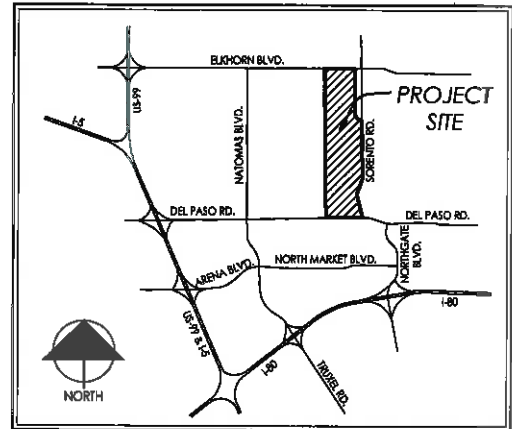 ELKHORN BLVD.
US-99
I-5
NATOMAS BLVD.
PROJECT
SITE
SORENTO RD.
DEL PASO RD.
DEL PASO RD.
NORTHGATE
BLVD.
NORTH MARKET BLVD.
ARENA BLVD.
US-99 & I-5
I-80
I-80
TRUXEL RD.
NORTH